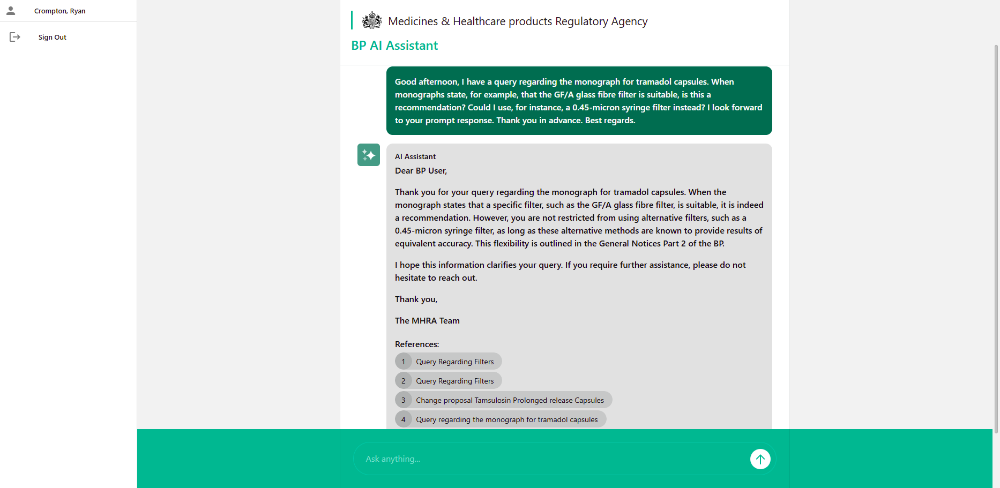 Crompton, Ryan
Sign Out
Medicines & Healthcare products Regulatory Agency
BP AI Assistant
Good afternoon, I have a query regarding the monograph for tramadol capsules. When
monographs state, for example, that the GF/A glass fibre filter is suitable, is this a
recommendation? Could I use, for instance, a 0.45-micron syringe filter instead? I look forward
to your prompt response. Thank you in advance. Best regards.
AI Assistant
Dear BP User,
Thank you for your query regarding the monograph for tramadol capsules. When the
monograph states that a specific filter, such as the GF/A glass fibre filter, is suitable, it is indeed
a recommendation. However, you are not restricted from using alternative filters, such as a
0.45-micron syringe filter, as long as these alternative methods are known to provide results of
equivalent accuracy. This flexibility is outlined in the General Notices Part 2 of the BP.
I hope this information clarifies your query. If you require further assistance, please do not
hesitate to reach out.
Thank you,
The MHRA Team
References:
1 Query Regarding Filters
2 Query Regarding Filters
3 Change proposal Tamsulosin Prolonged release Capsules
4 Query regarding the monograph for tramadol capsules
Ask anything...